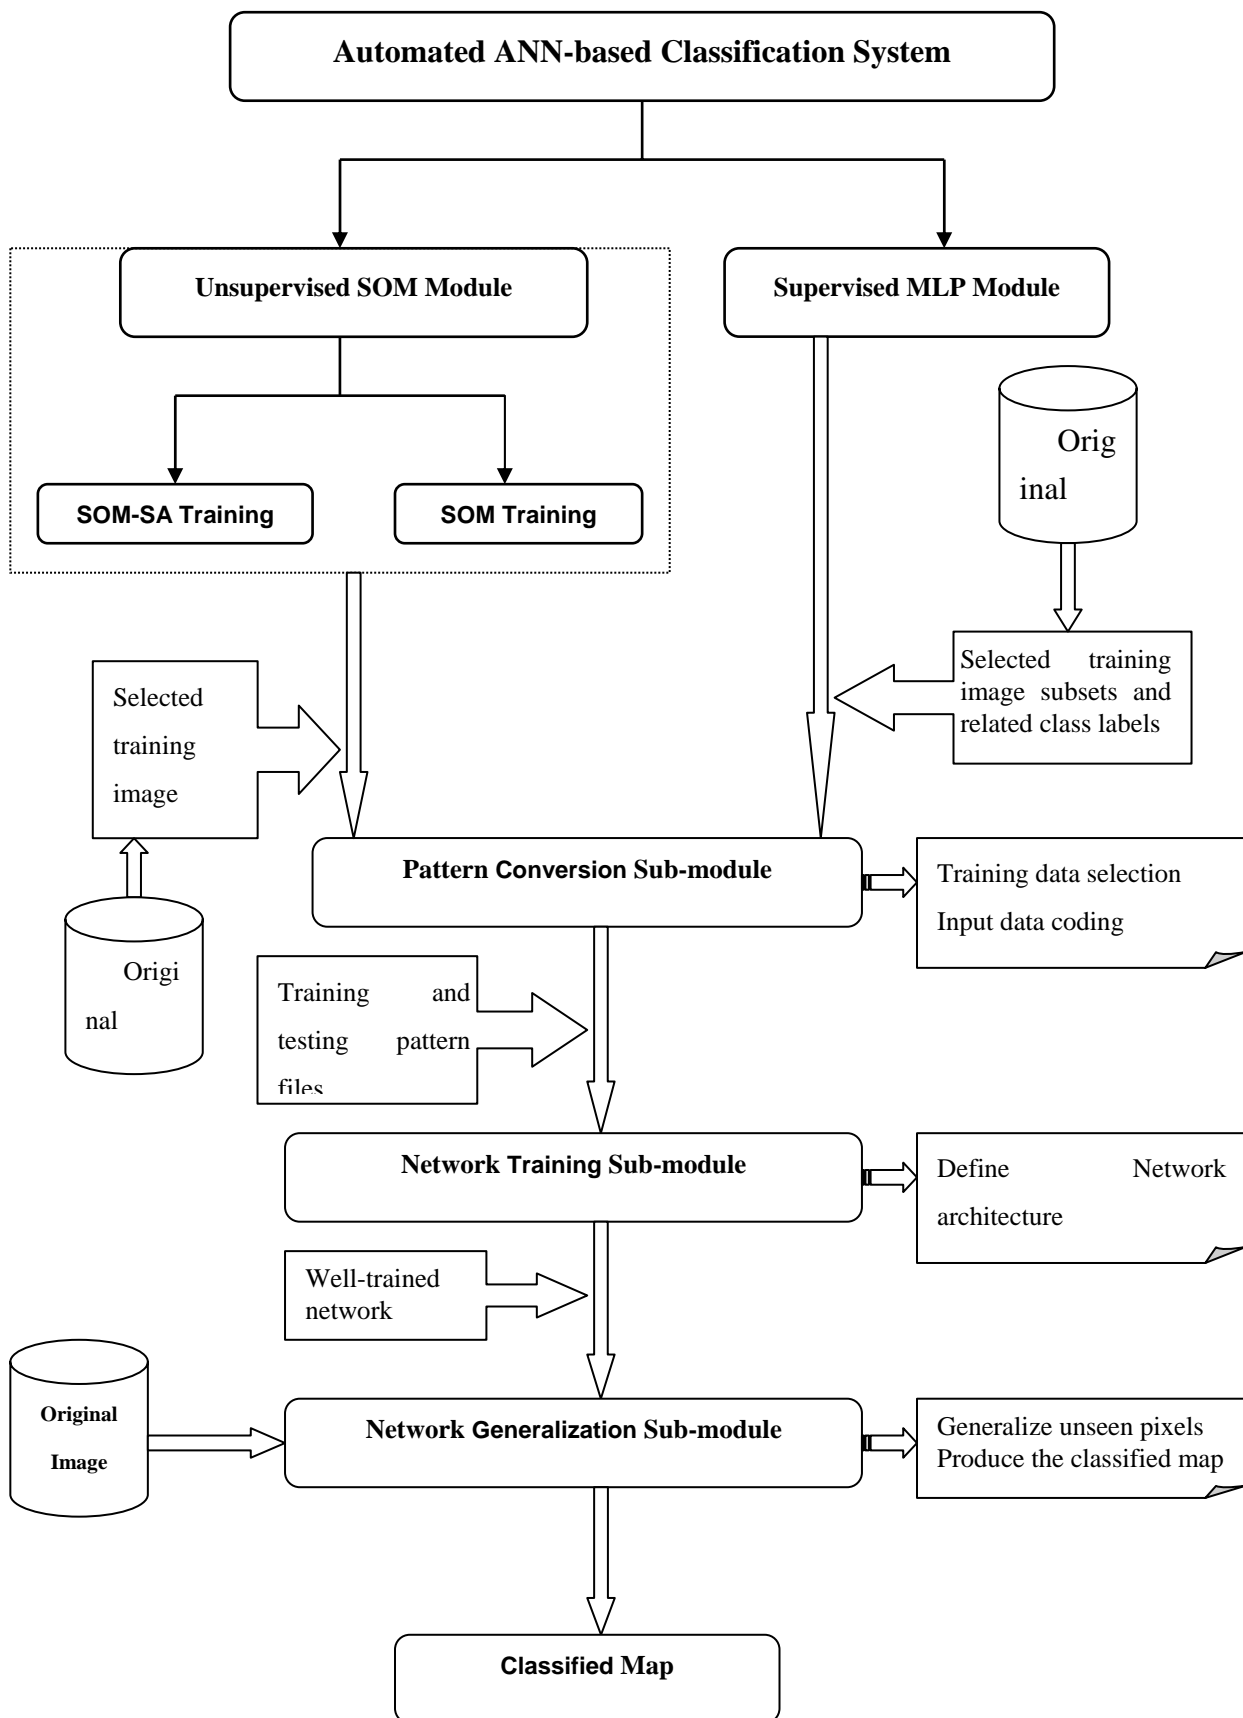 Automated ANN-based Classification System
Unsupervised SOM Module
Supervised MLP Module
Orig
inal
SOM-SA Training
SOM Training
Selected training
image subsets and
related class labels
Selected
training
image
Pattern Conversion Sub-module
Training data selection
Input data coding
Origi
nal
Training and
testing pattern
files
Network Training Sub-module
Define Network
architecture
Well-trained
network
Original
Image
Network Generalization Sub-module
Generalize unseen pixels
Produce the classified map
Classified Map